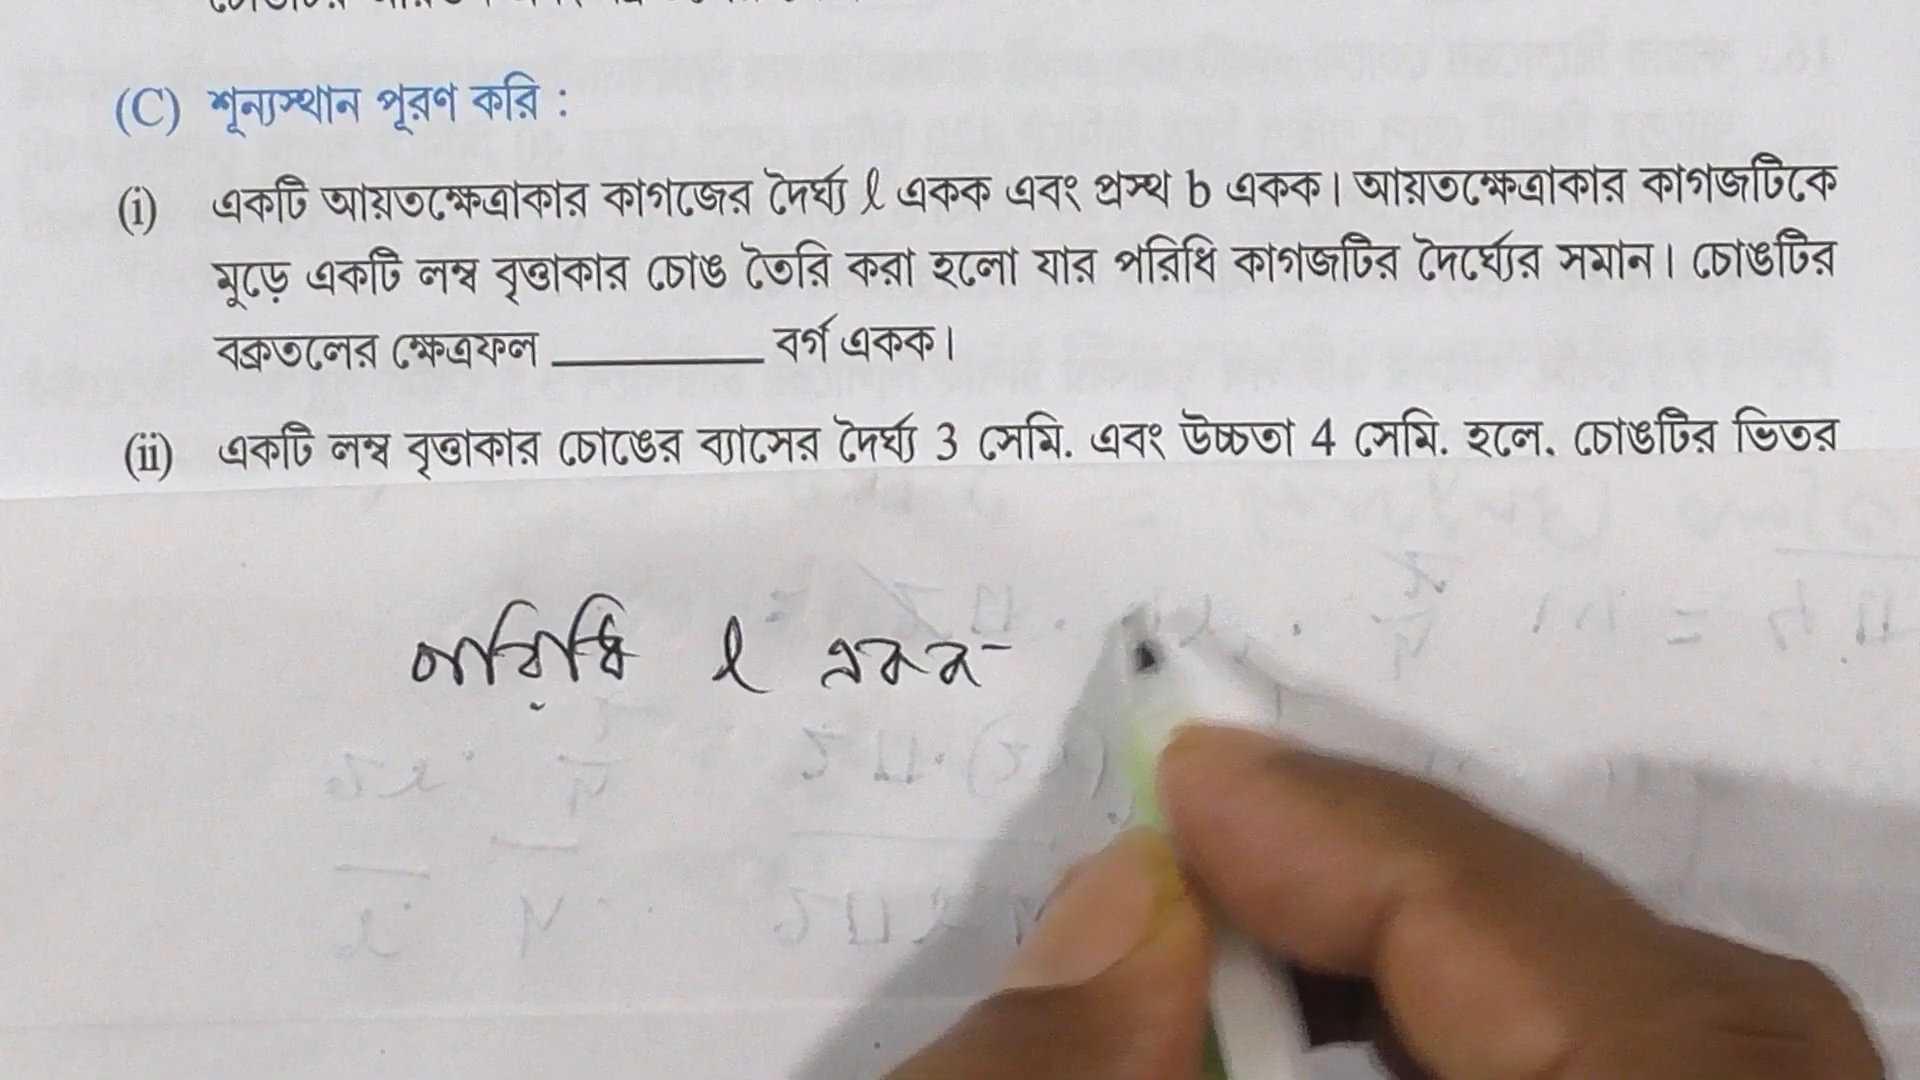 (C) শূন্যস্থান পূরণ করি :
(i) একটি আয়তক্ষেত্রাকার কাগজের দৈর্ঘ্য l একক এবং প্রস্থ b একক। আয়তক্ষেত্রাকার কাগজটিকে
মুড়ে একটি লম্ব বৃত্তাকার চোঙ তৈরি করা হলো যার পরিধি কাগজটির দৈর্ঘ্যের সমান। চোঙটির
বক্রতলের ক্ষেত্রফল ________ বর্গ একক।
(ii) একটি লম্ব বৃত্তাকার চোঙের ব্যাসের দৈর্ঘ্য 3 সেমি. এবং উচ্চতা 4 সেমি. হলে, চোঙটির ভিতর
পরিধি l একক